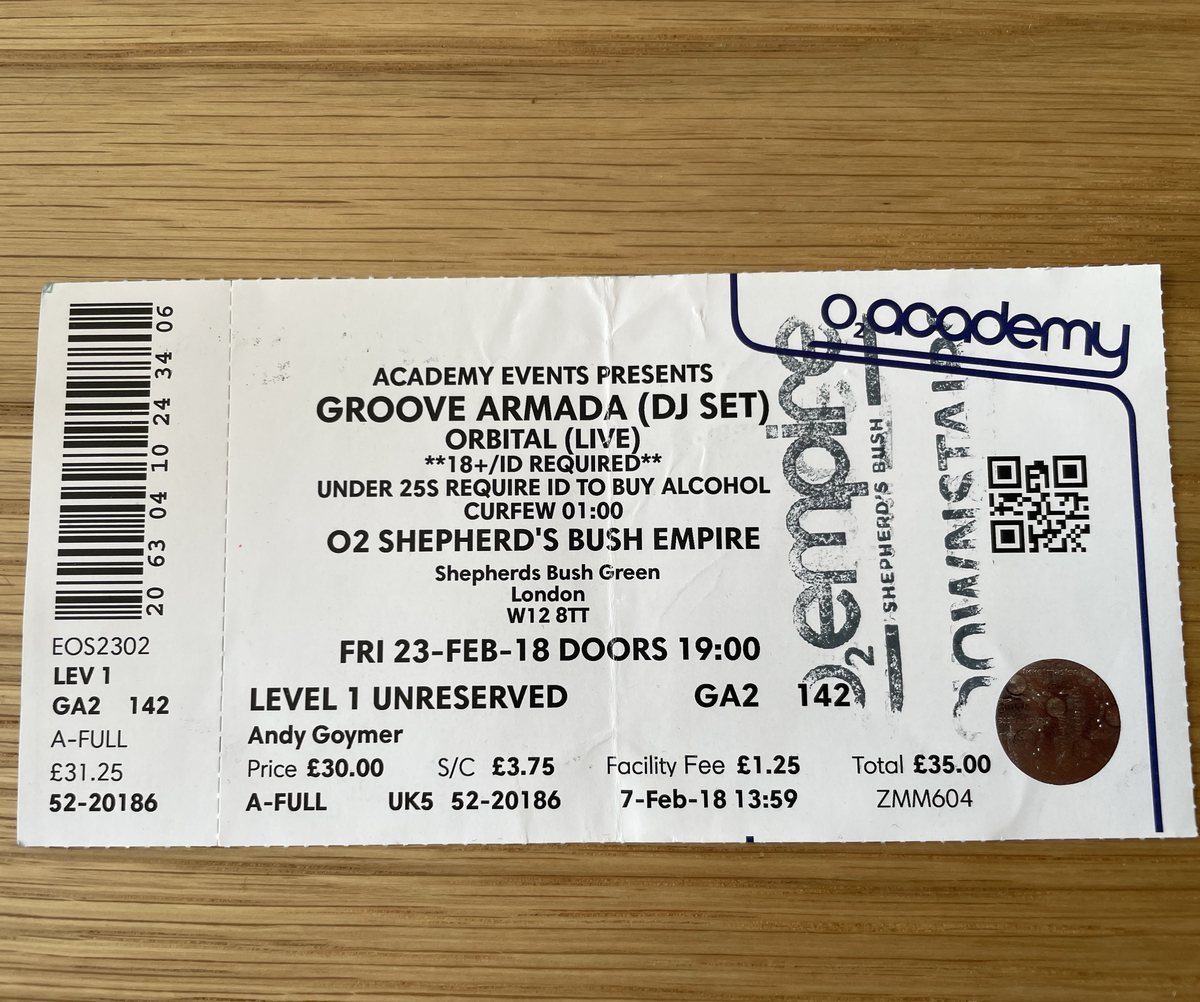 20 63 04 10 24 34 06
EOS2302
LEV 1
GA2 142
A-FULL
£31.25
52-20186
O2 academy
ACADEMY EVENTS PRESENTS
GROOVE ARMADA (DJ SET)
ORBITAL (LIVE)
**18+/ID REQUIRED**
UNDER 25S REQUIRE ID TO BUY ALCOHOL
CURFEW 01:00
O2 SHEPHERD'S BUSH EMPIRE
Shepherds Bush Green
London
W12 8TT
FRI 23-FEB-18 DOORS 19:00
LEVEL 1 UNRESERVED GA2 142
Andy Goymer
Price £30.00 S/C £3.75 Facility Fee £1.25 Total £35.00
A-FULL UK5 52-20186 7-Feb-18 13:59 ZMM604
O2 empire
SHEPHERD'S BUSH